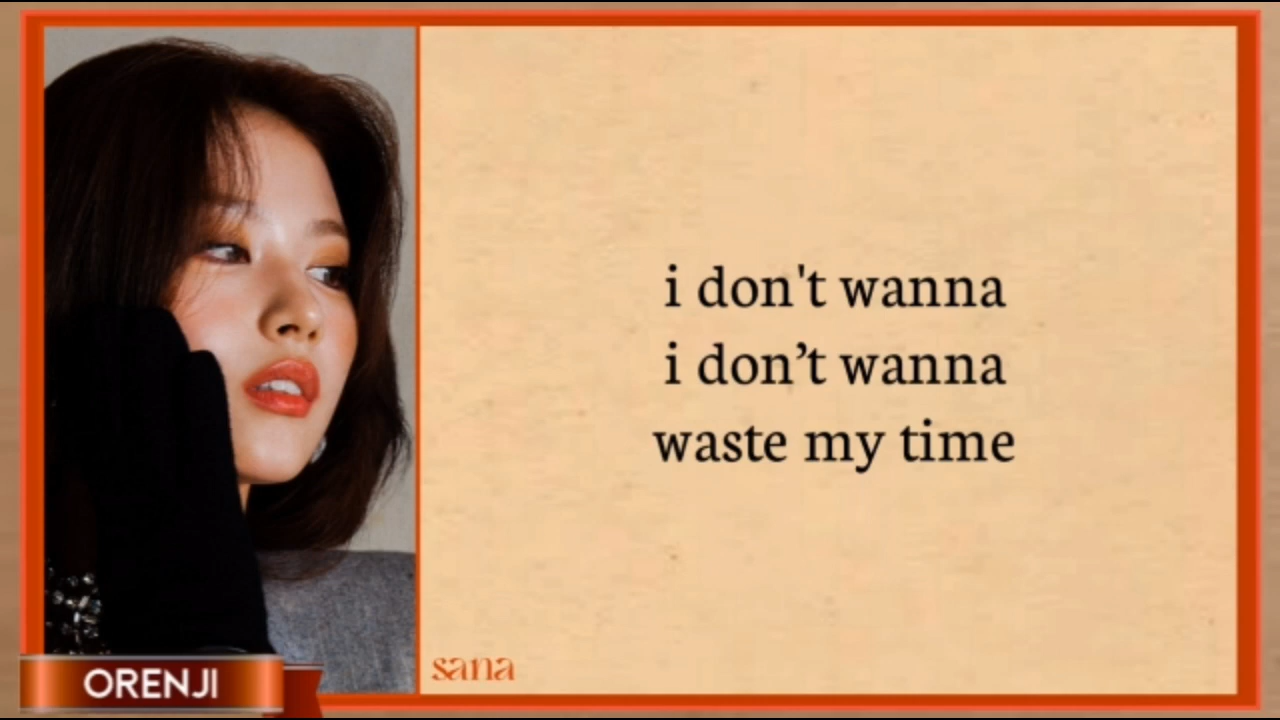 i don't wanna
i don’t wanna
waste my time
sana
ORENJI